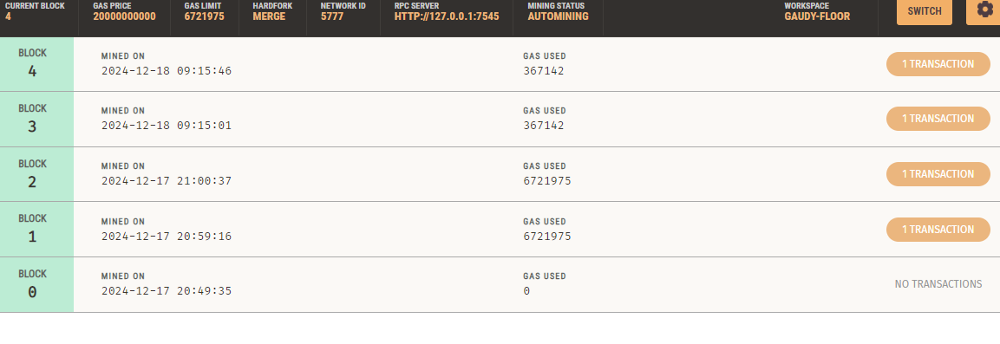 CURRENT BLOCK
4
GAS PRICE
20000000000
GAS LIMIT
6721975
HARDFORK
MERGE
NETWORK ID
5777
RPC SERVER
HTTP://127.0.0.1:7545
MINING STATUS
AUTOMINING
WORKSPACE
GAUDY-FLOOR
SWITCH
BLOCK
4
MINED ON
2024-12-18 09:15:46
GAS USED
367142
1 TRANSACTION
BLOCK
3
MINED ON
2024-12-18 09:15:01
GAS USED
367142
1 TRANSACTION
BLOCK
2
MINED ON
2024-12-17 21:00:37
GAS USED
6721975
1 TRANSACTION
BLOCK
1
MINED ON
2024-12-17 20:59:16
GAS USED
6721975
1 TRANSACTION
BLOCK
0
MINED ON
2024-12-17 20:49:35
GAS USED
0
NO TRANSACTIONS